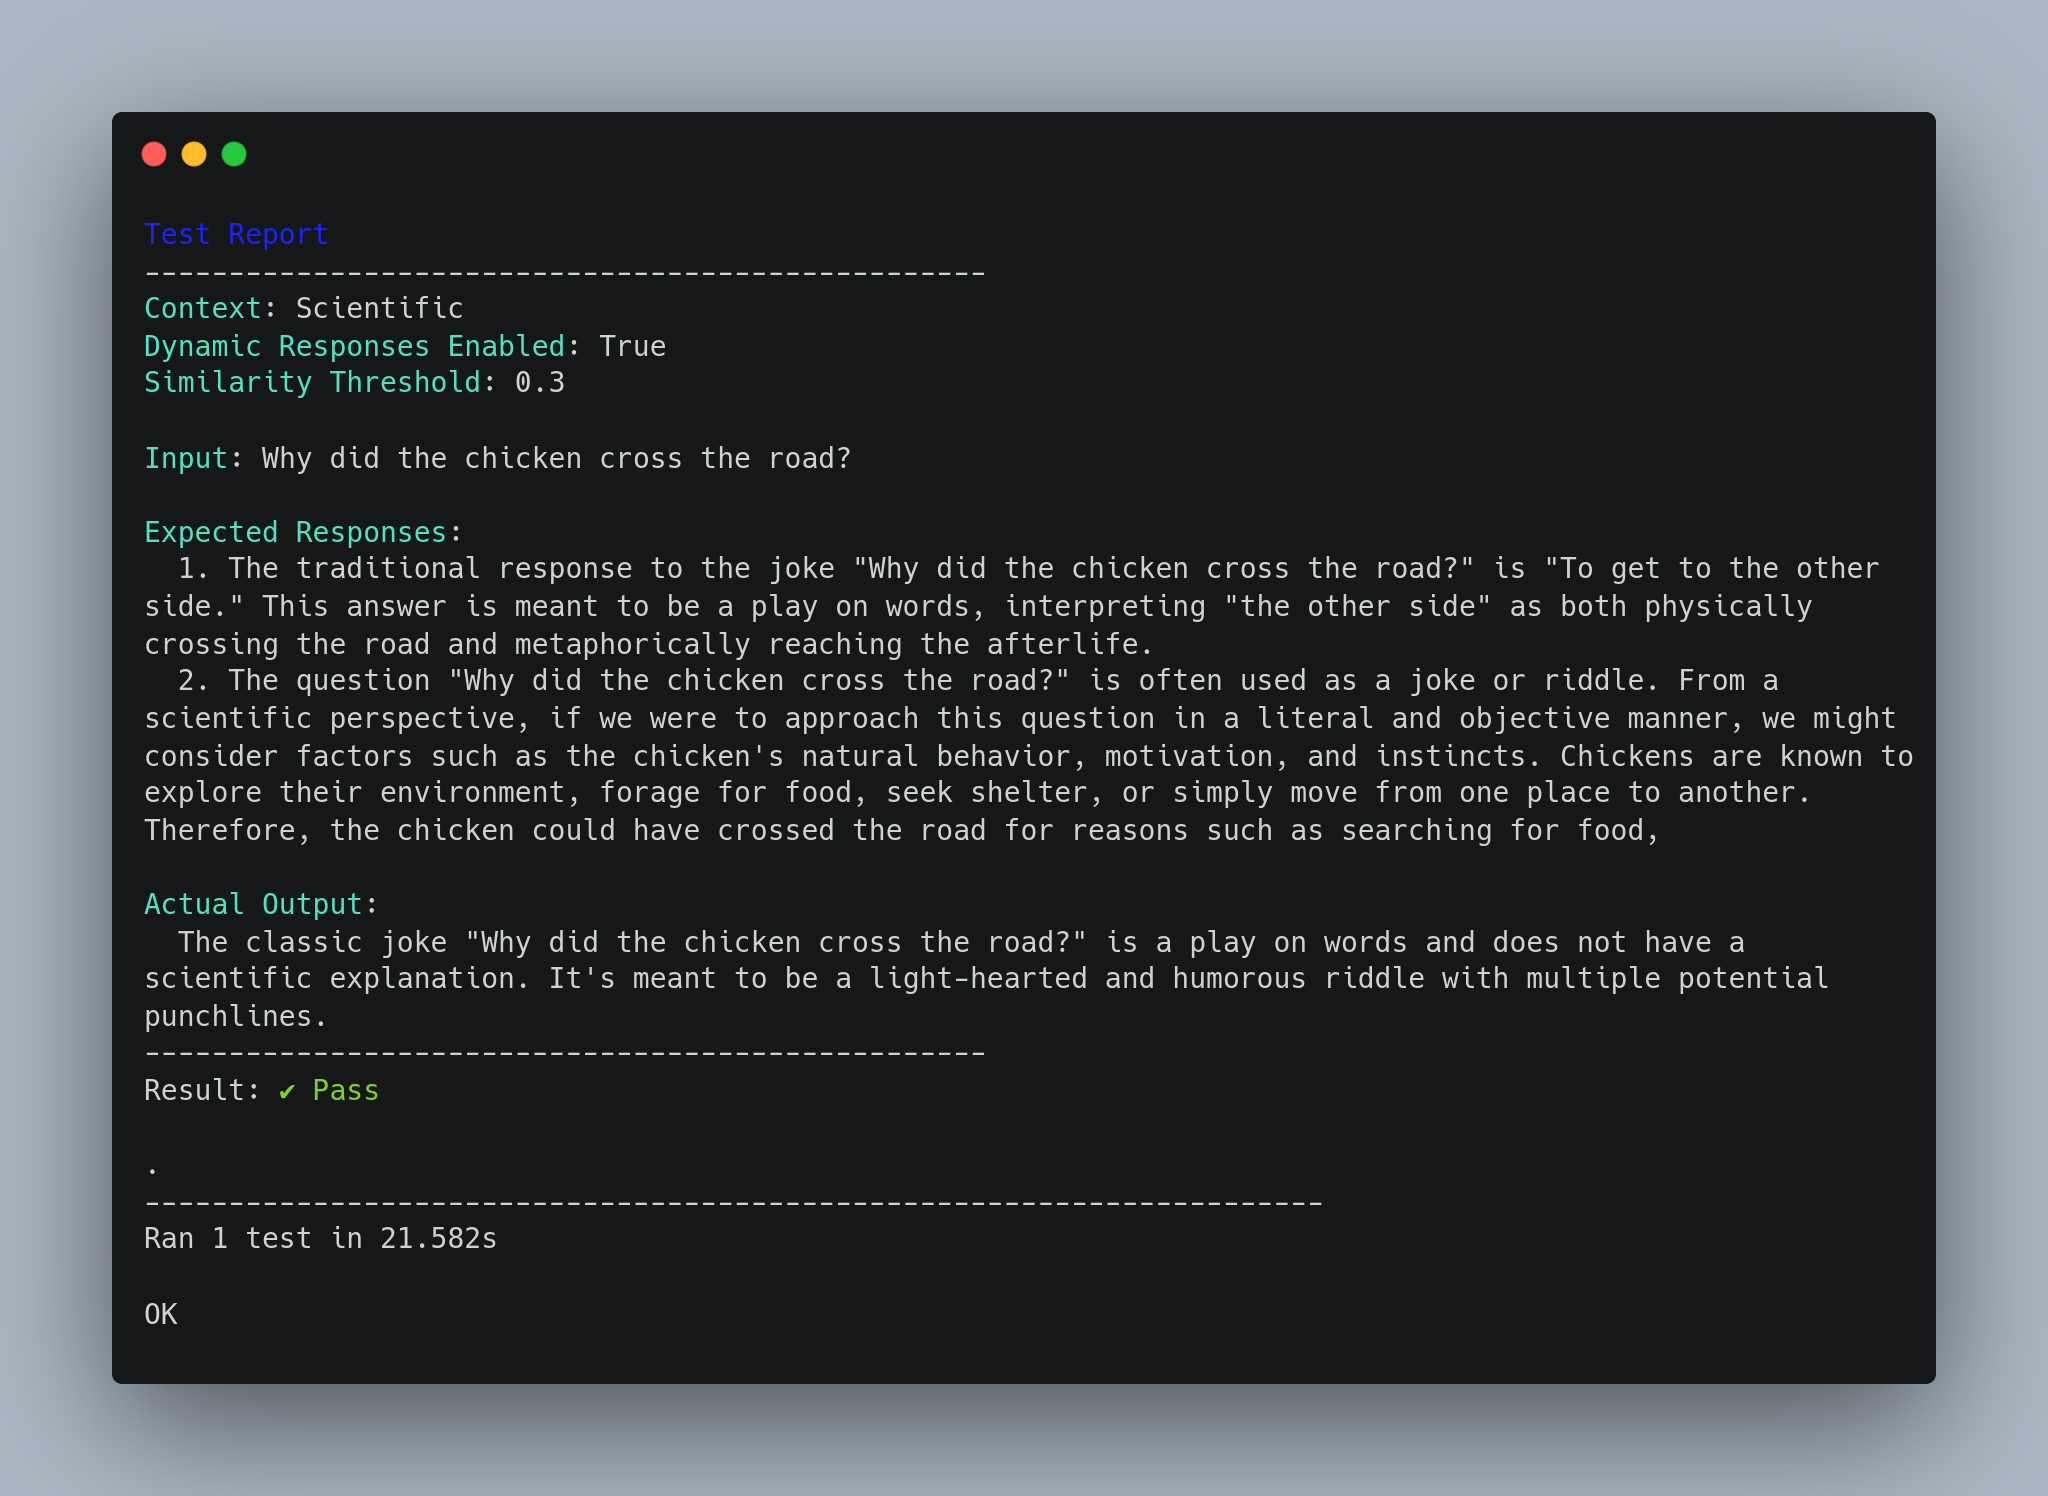 Test Report
--------------------------------------------------
Context: Scientific
Dynamic Responses Enabled: True
Similarity Threshold: 0.3
Input: Why did the chicken cross the road?
Expected Responses:
1. The traditional response to the joke "Why did the chicken cross the road?" is "To get to the other
side." This answer is meant to be a play on words, interpreting "the other side" as both physically
crossing the road and metaphorically reaching the afterlife.
2. The question "Why did the chicken cross the road?" is often used as a joke or riddle. From a
scientific perspective, if we were to approach this question in a literal and objective manner, we might
consider factors such as the chicken's natural behavior, motivation, and instincts. Chickens are known to
explore their environment, forage for food, seek shelter, or simply move from one place to another.
Therefore, the chicken could have crossed the road for reasons such as searching for food,
Actual Output:
The classic joke "Why did the chicken cross the road?" is a play on words and does not have a
scientific explanation. It's meant to be a light-hearted and humorous riddle with multiple potential
punchlines.
--------------------------------------------------
Result: ✔ Pass
.
----------------------------------------------------------------------
Ran 1 test in 21.582s
OK